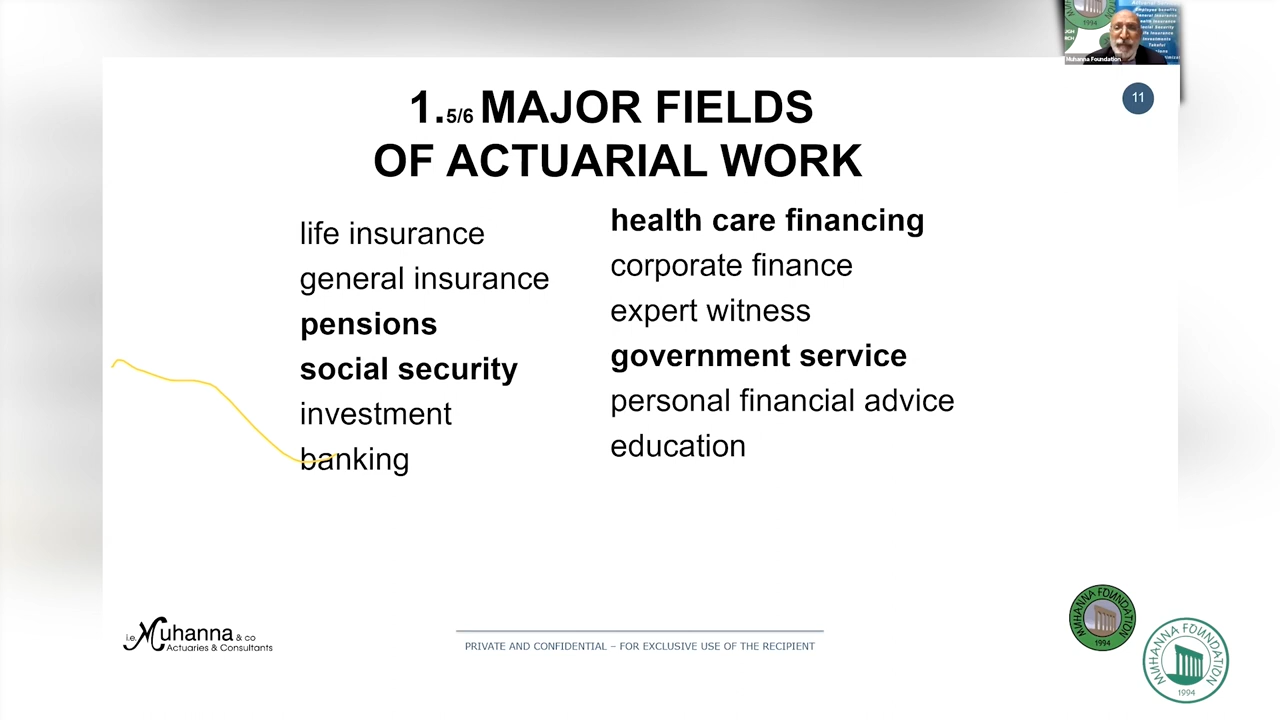 1.5/6 MAJOR FIELDS
OF ACTUARIAL WORK
11
life insurance
general insurance
pensions
social security
investment
banking
health care financing
corporate finance
expert witness
government service
personal financial advice
education
i.e. Muhanna & co
Actuaries & Consultants
PRIVATE AND CONFIDENTIAL – FOR EXCLUSIVE USE OF THE RECIPIENT
MUHANNA FOUNDATION
1994
MUHANNA FOUNDATION
1994
1994
Muhanna Foundation